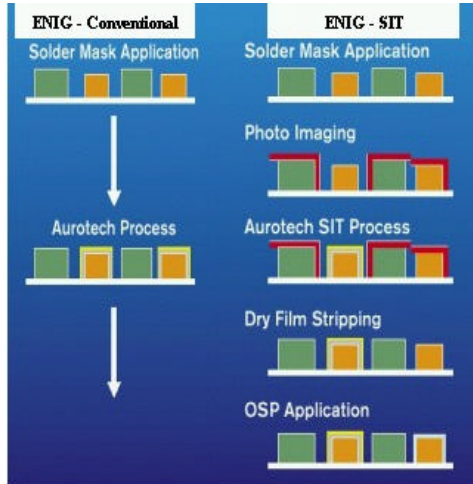 ENIG - Conventional
Solder Mask Application
Aurotech Process
ENIG - SIT
Solder Mask Application
Photo Imaging
Aurotech SIT Process
Dry Film Stripping
OSP Application